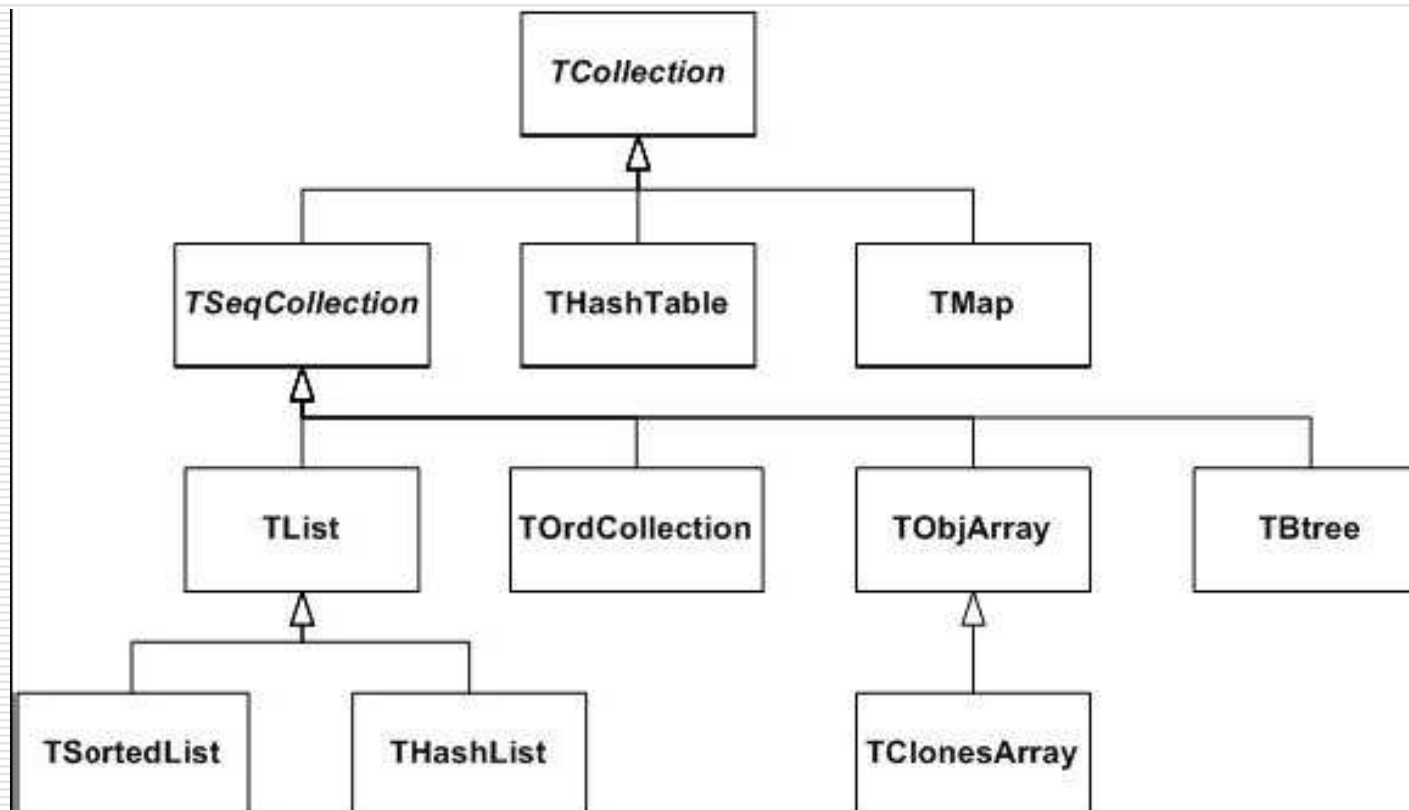 TCollection
TSeqCollection
THashTable
TMap
TList
TOrdCollection
TObjArray
TBtree
TSortedList
THashList
TClonesArray